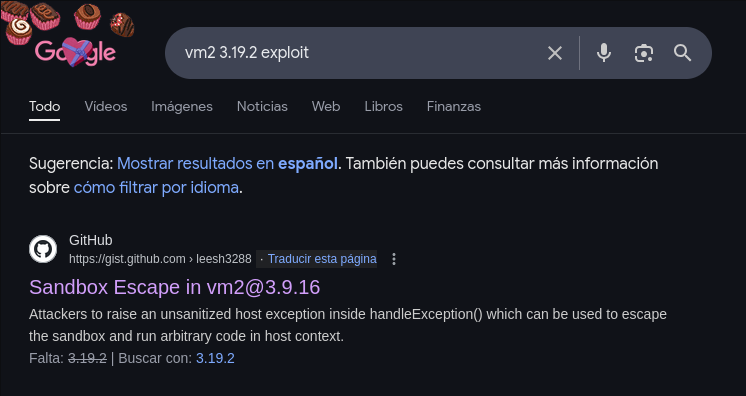 Google
vm2 3.19.2 exploit
Todo Vídeos Imágenes Noticias Web Libros Finanzas
Sugerencia: Mostrar resultados en español. También puedes consultar más información
sobre cómo filtrar por idioma.
GitHub
https://gist.github.com › leesh3288 · Traducir esta página
Sandbox Escape in vm2@3.9.16
Attackers to raise an unsanitized host exception inside handleException() which can be used to escape
the sandbox and run arbitrary code in host context.
Falta: 3.19.2 | Buscar con: 3.19.2